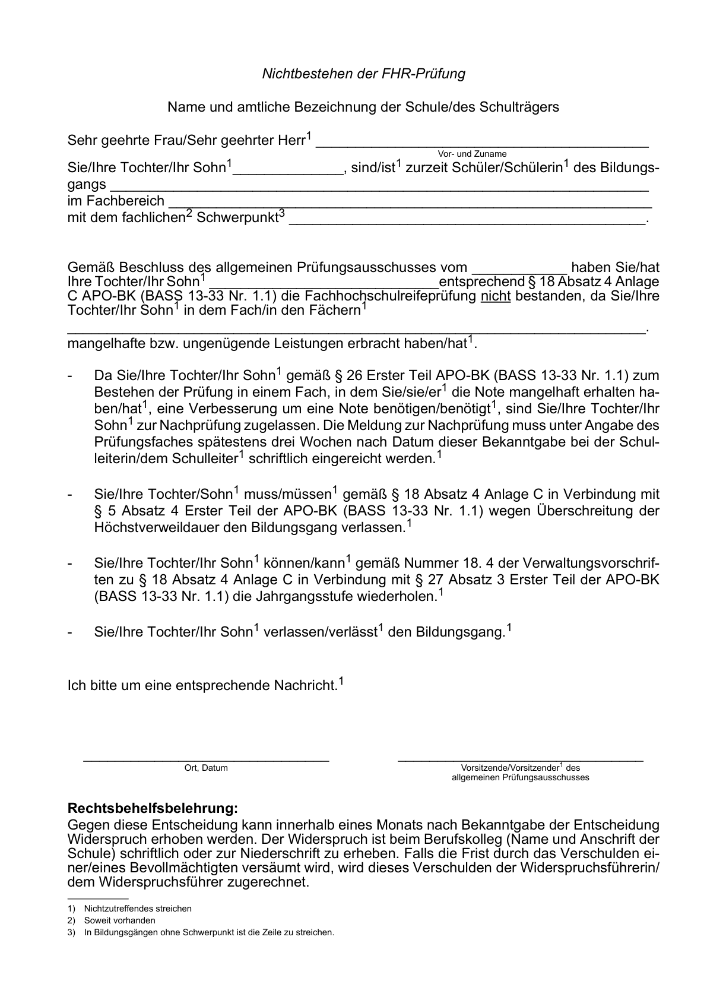 Nichtbestehen der FHR-Prüfung
Name und amtliche Bezeichnung der Schule/des Schulträgers
Sehr geehrte Frau/Sehr geehrter Herr¹ __________________________________________
Vor- und Zuname
Sie/Ihre Tochter/Ihr Sohn¹______________, sind/ist¹ zurzeit Schüler/Schülerin¹ des Bildungs-
gangs ____________________________________________________________________
im Fachbereich _____________________________________________________________
mit dem fachlichen² Schwerpunkt³ _____________________________________________.
Gemäß Beschluss des allgemeinen Prüfungsausschusses vom ____________ haben Sie/hat
Ihre Tochter/Ihr Sohn¹ _____________________________entsprechend § 18 Absatz 4 Anlage
C APO-BK (BASS 13-33 Nr. 1.1) die Fachhochschulreifeprüfung nicht bestanden, da Sie/Ihre
Tochter/Ihr Sohn¹ in dem Fach/in den Fächern¹
_________________________________________________________________________.
mangelhafte bzw. ungenügende Leistungen erbracht haben/hat¹.
- Da Sie/Ihre Tochter/Ihr Sohn¹ gemäß § 26 Erster Teil APO-BK (BASS 13-33 Nr. 1.1) zum
Bestehen der Prüfung in einem Fach, in dem Sie/sie/er¹ die Note mangelhaft erhalten ha-
ben/hat¹, eine Verbesserung um eine Note benötigen/benötigt¹, sind Sie/Ihre Tochter/Ihr
Sohn¹ zur Nachprüfung zugelassen. Die Meldung zur Nachprüfung muss unter Angabe des
Prüfungsfaches spätestens drei Wochen nach Datum dieser Bekanntgabe bei der Schul-
leiterin/dem Schulleiter¹ schriftlich eingereicht werden.¹
- Sie/Ihre Tochter/Sohn¹ muss/müssen¹ gemäß § 18 Absatz 4 Anlage C in Verbindung mit
§ 5 Absatz 4 Erster Teil der APO-BK (BASS 13-33 Nr. 1.1) wegen Überschreitung der
Höchstverweildauer den Bildungsgang verlassen.¹
- Sie/Ihre Tochter/Ihr Sohn¹ können/kann¹ gemäß Nummer 18. 4 der Verwaltungsvorschrif-
ten zu § 18 Absatz 4 Anlage C in Verbindung mit § 27 Absatz 3 Erster Teil der APO-BK
(BASS 13-33 Nr. 1.1) die Jahrgangsstufe wiederholen.¹
- Sie/Ihre Tochter/Ihr Sohn¹ verlassen/verlässt¹ den Bildungsgang.¹
Ich bitte um eine entsprechende Nachricht.¹
_______________________________ _______________________________
Ort, Datum Vorsitzende/Vorsitzender¹ des
allgemeinen Prüfungsausschusses
Rechtsbehelfsbelehrung:
Gegen diese Entscheidung kann innerhalb eines Monats nach Bekanntgabe der Entscheidung
Widerspruch erhoben werden. Der Widerspruch ist beim Berufskolleg (Name und Anschrift der
Schule) schriftlich oder zur Niederschrift zu erheben. Falls die Frist durch das Verschulden ei-
ner/eines Bevollmächtigten versäumt wird, wird dieses Verschulden der Widerspruchsführerin/
dem Widerspruchsführer zugerechnet.
1) Nichtzutreffendes streichen
2) Soweit vorhanden
3) In Bildungsgängen ohne Schwerpunkt ist die Zeile zu streichen.